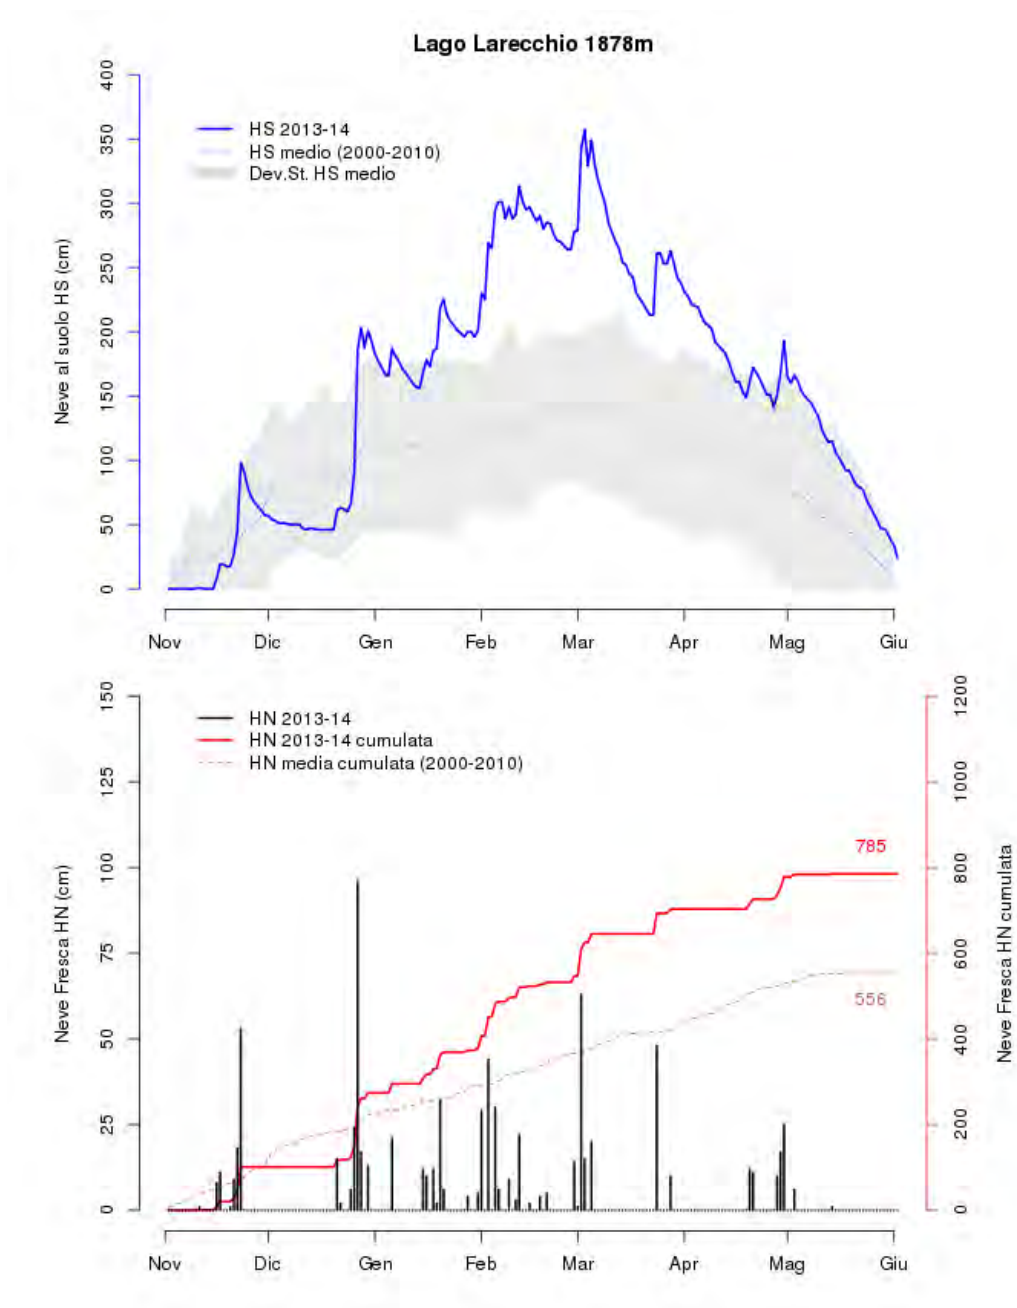 Lago Larecchio 1878m
400
350
300
250
200
150
100
50
0
Neve al suolo HS (cm)
HS 2013-14
HS medio (2000-2010)
Dev.St. HS medio
Nov Dic Gen Feb Mar Apr Mag Giu
150
125
100
75
50
25
0
Neve Fresca HN (cm)
HN 2013-14
HN 2013-14 cumulata
HN media cumulata (2000-2010)
785
556
1200
1000
800
600
400
200
0
Neve Fresca HN cumulata
Nov Dic Gen Feb Mar Apr Mag Giu